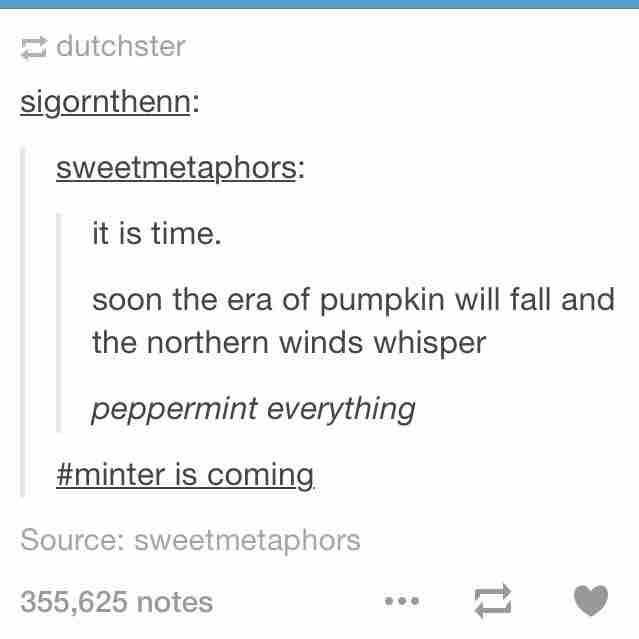 dutchster
sigornthenn:
sweetmetaphors:
it is time.
soon the era of pumpkin will fall and
the northern winds whisper
peppermint everything
#minter is coming
Source: sweetmetaphors
355,625 notes